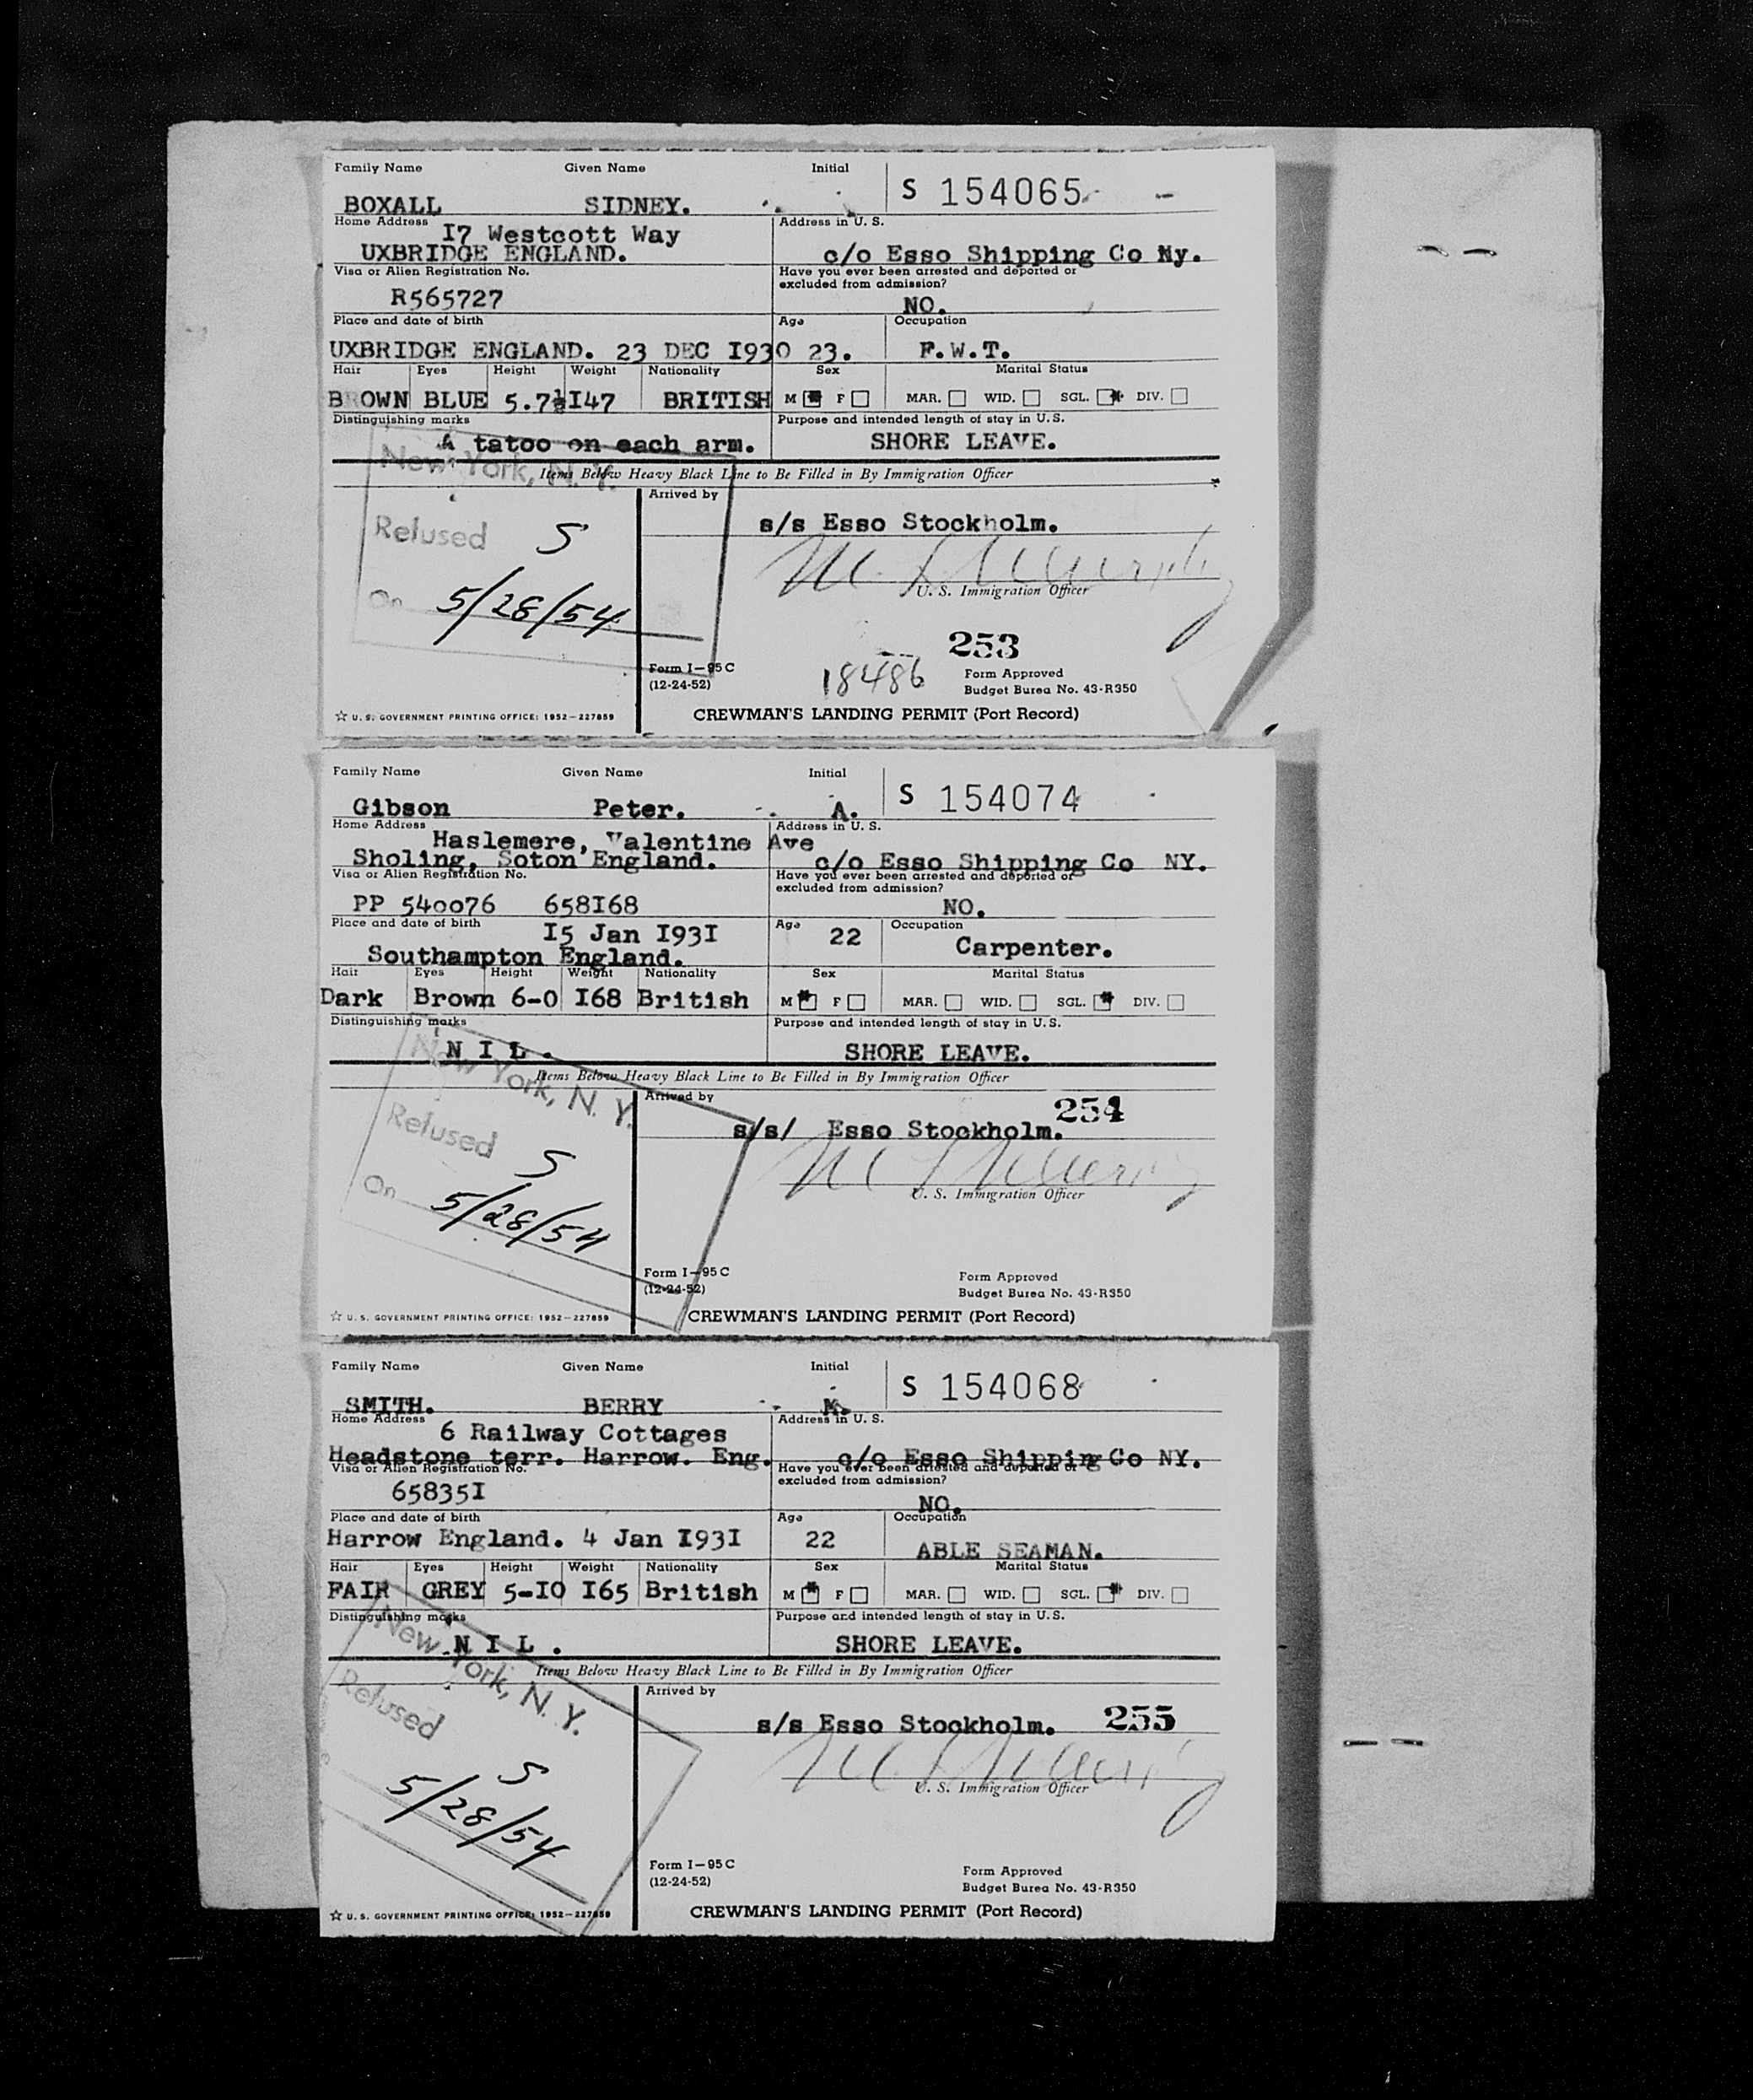 Family Name Given Name Initial
S 154065
BOXALL SIDNEY.
Home Address Address in U. S.
I7 Westcott Way
UXBRIDGE ENGLAND. c/o Esso Shipping Co Ny.
Visa or Alien Registration No. Have you ever been arrested and deported or
excluded from admission?
R565727 NO.
Place and date of birth Age Occupation
UXBRIDGE ENGLAND. 23 DEC I930 23. F.W.T.
Hair Eyes Height Weight Nationality Sex Marital Status
BROWN BLUE 5.7½ I47 BRITISH M F MAR. WID. SGL. DIV.
Distinguishing marks Purpose and intended length of stay in U. S.
A tatoo on each arm. SHORE LEAVE.
New York, N. Y.
Items Below Heavy Black Line to Be Filled in By Immigration Officer
Arrived by
s/s Esso Stockholm.
Refused S
U. S. Immigration Officer
On 5/28/54
253
18486
Form I-95 C Form Approved
(12-24-52) Budget Burea No. 43-R350
☆ U. S. GOVERNMENT PRINTING OFFICE: 1952-227859 CREWMAN'S LANDING PERMIT (Port Record)
Family Name Given Name Initial
S 154074
Gibson Peter. A.
Home Address Address in U. S.
Haslemere, Valentine Ave
Sholing, Soton England. c/o Esso Shipping Co NY.
Visa or Alien Registration No. Have you ever been arrested and deported or
excluded from admission?
PP 540076 658I68 NO.
Place and date of birth Age Occupation
I5 Jan I93I 22 Carpenter.
Southampton England.
Hair Eyes Height Weight Nationality Sex Marital Status
Dark Brown 6-0 I68 British M F MAR. WID. SGL. DIV.
Distinguishing marks Purpose and intended length of stay in U. S.
N I L . SHORE LEAVE.
New York, N. Y.
Items Below Heavy Black Line to Be Filled in By Immigration Officer
Arrived by 254
s/s/ Esso Stockholm.
Refused S
U. S. Immigration Officer
On 5/28/54
Form I-95 C Form Approved
(12-24-52) Budget Burea No. 43-R350
☆ U. S. GOVERNMENT PRINTING OFFICE: 1952-227859 CREWMAN'S LANDING PERMIT (Port Record)
Family Name Given Name Initial
S 154068
SMITH. BERRY K.
Home Address Address in U. S.
6 Railway Cottages
Headstone terr. Harrow. Eng. c/o Esso Shipping Co NY.
Visa or Alien Registration No. Have you ever been arrested and deported or
excluded from admission?
65835I NO.
Place and date of birth Age Occupation
Harrow England. 4 Jan I93I 22 ABLE SEAMAN.
Hair Eyes Height Weight Nationality Sex Marital Status
FAIR GREY 5-IO I65 British M F MAR. WID. SGL. DIV.
Distinguishing marks Purpose and intended length of stay in U. S.
N I L . SHORE LEAVE.
New York, N. Y.
Items Below Heavy Black Line to Be Filled in By Immigration Officer
Arrived by
s/s Esso Stockholm. 255
Refused S
U. S. Immigration Officer
5/28/54
Form I-95 C Form Approved
(12-24-52) Budget Burea No. 43-R350
☆ U. S. GOVERNMENT PRINTING OFFICE: 1952-227859 CREWMAN'S LANDING PERMIT (Port Record)